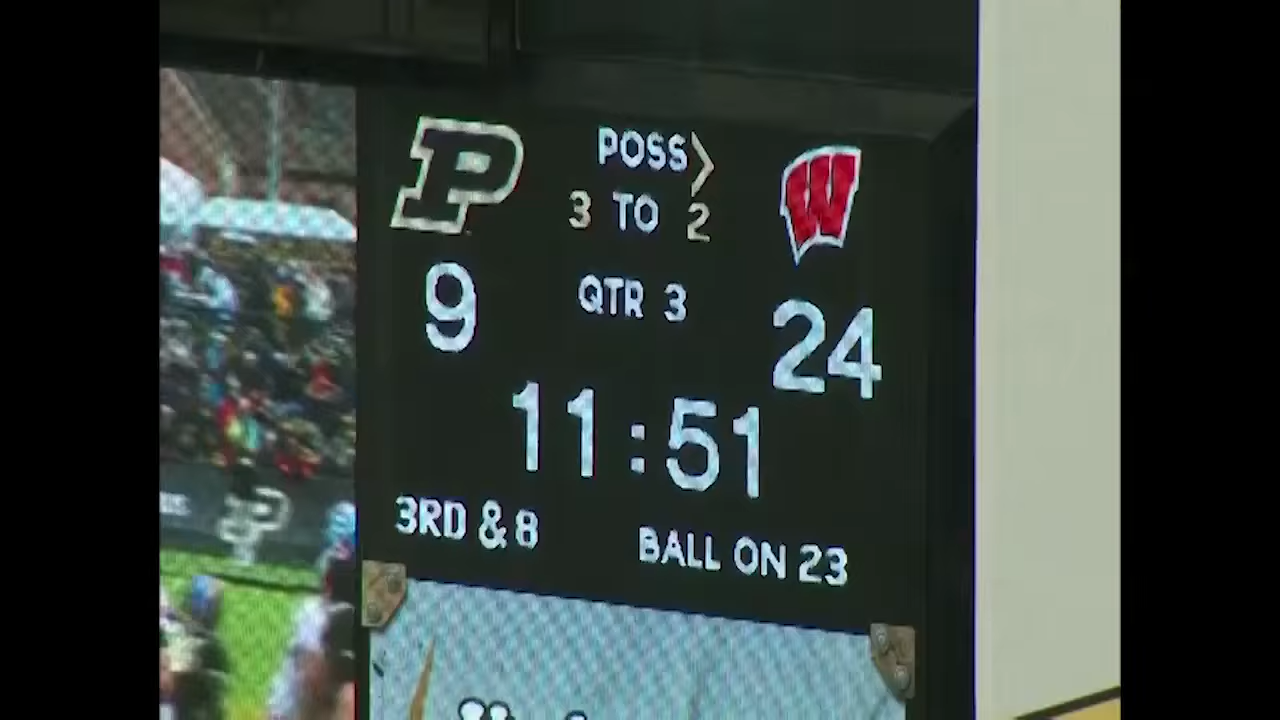 P
POSS>
W
3 TO 2
9
QTR 3
24
11:51
3RD & 8
BALL ON 23
P